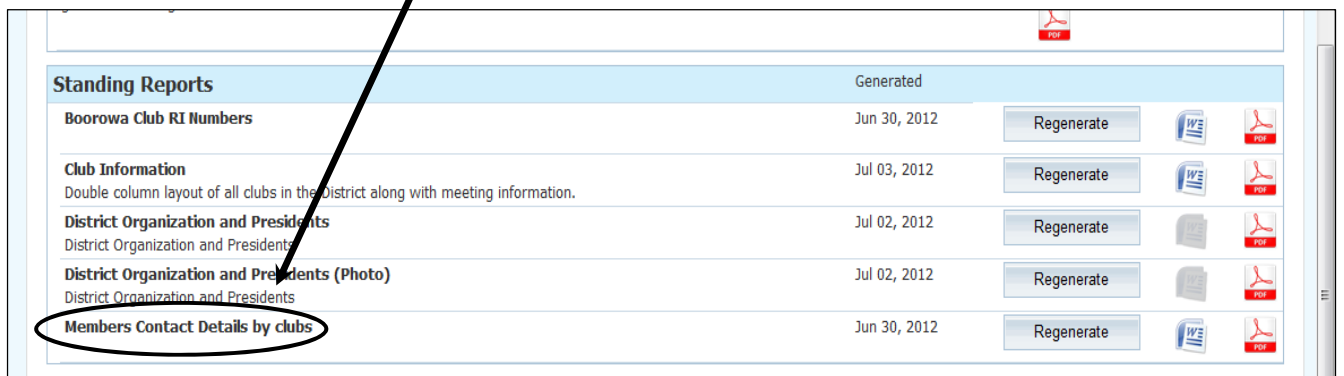 PDF
Standing Reports Generated
Boorowa Club RI Numbers Jun 30, 2012 Regenerate W PDF
Club Information Jul 03, 2012 Regenerate W PDF
Double column layout of all clubs in the District along with meeting information.
District Organization and Presidents Jul 02, 2012 Regenerate PDF
District Organization and Presidents
District Organization and Presidents (Photo) Jul 02, 2012 Regenerate PDF
District Organization and Presidents
Members Contact Details by clubs Jun 30, 2012 Regenerate W PDF